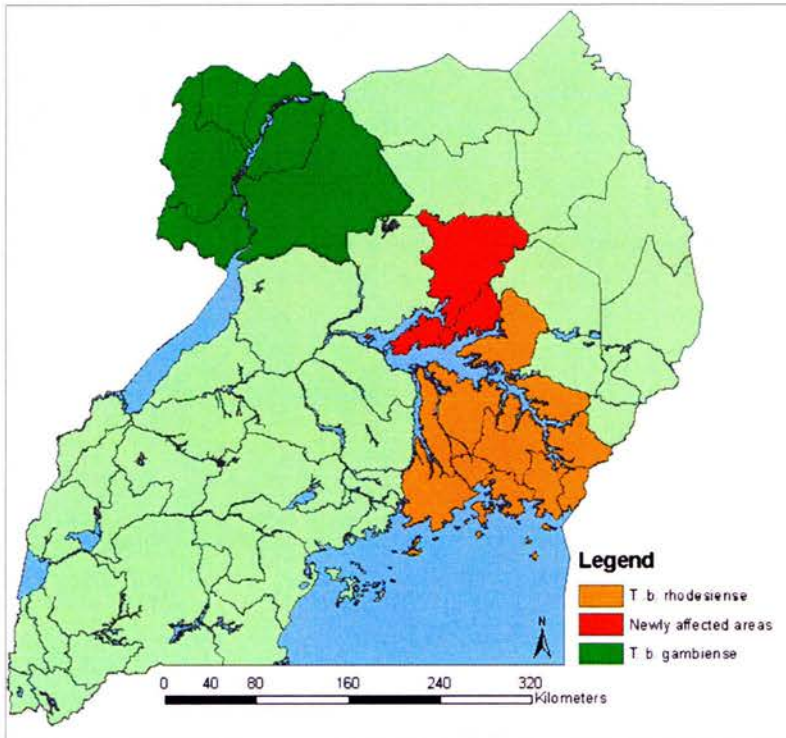 Legend
T .b. rhodesiense
Newly affected areas
T. b. gambiense
N
0 40 80 160 240 320
Kilometers